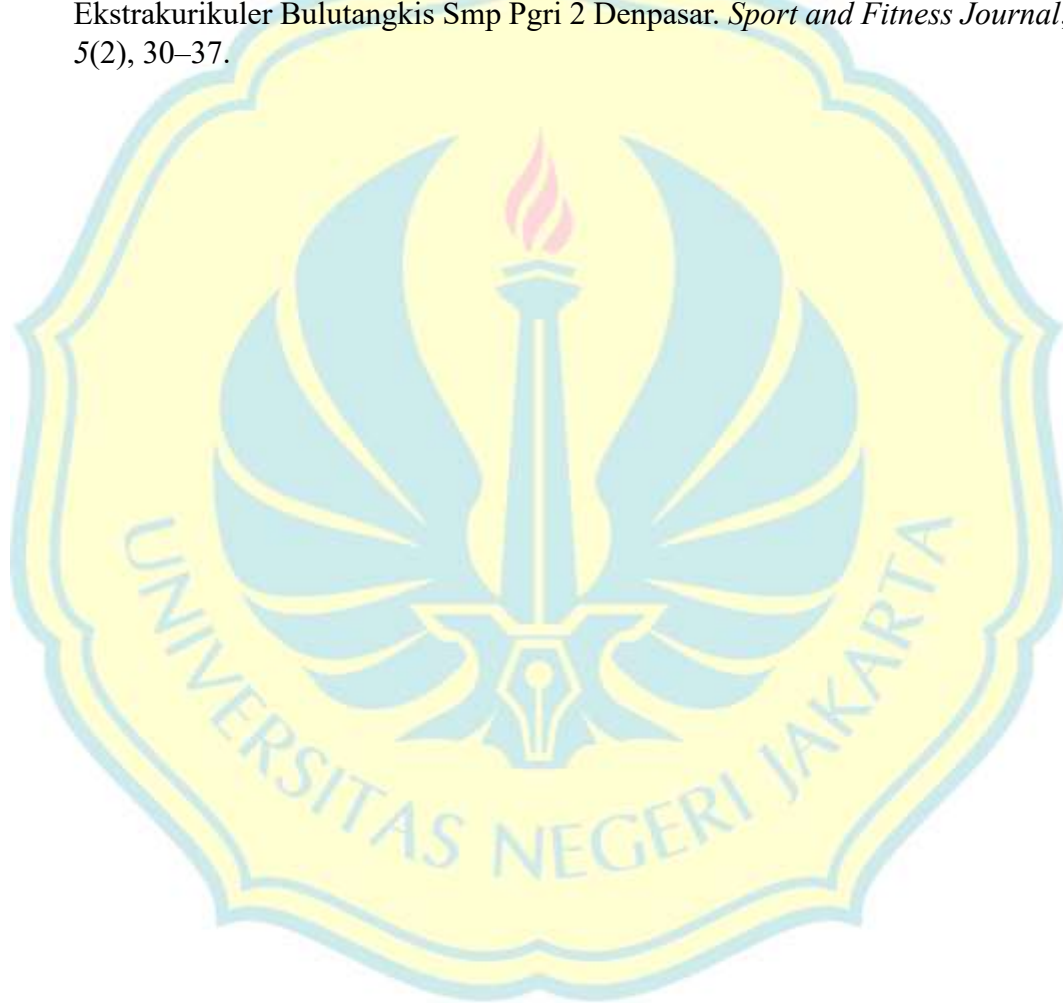 Ekstrakurikuler Bulutangkis Smp Pgri 2 Denpasar. Sport and Fitness Journal,
5(2), 30–37.
UNIVERSITAS NEGERI JAKARTA